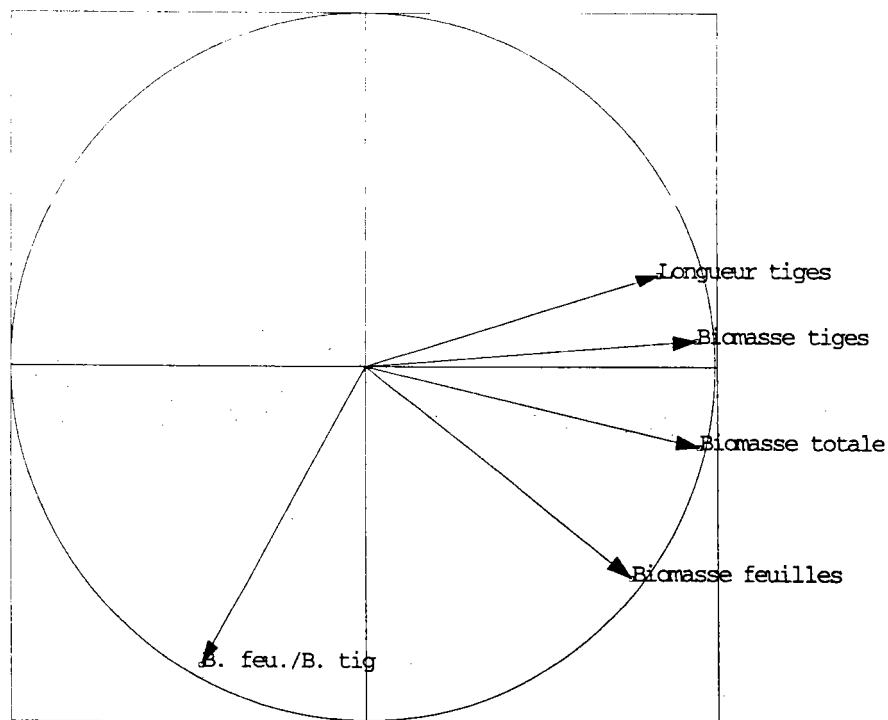 Longueur tiges
Biomasse tiges
Biomasse totale
Biomasse feuilles
B. feu./B. tig